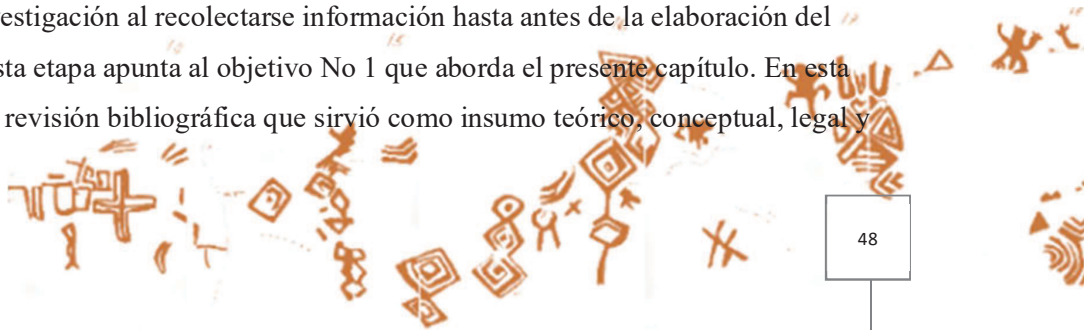 estigación al recolectarse información hasta antes de la elaboración del
sta etapa apunta al objetivo No 1 que aborda el presente capítulo. En esta
revisión bibliográfica que sirvió como insumo teórico, conceptual, legal y
48